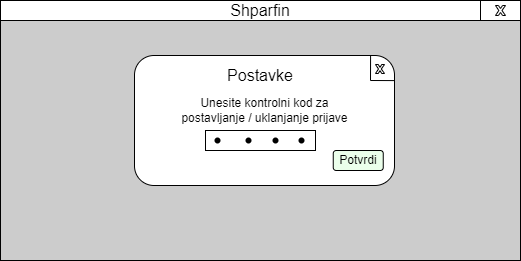 Shparfin
X
Postavke
X
Unesite kontrolni kod za
postavljanje / uklanjanje prijave
• • • •
Potvrdi